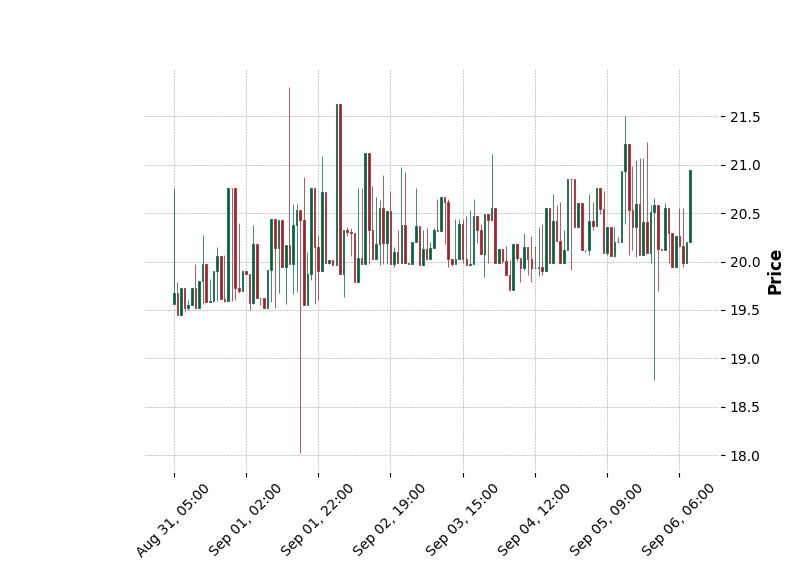 21.5
21.0
20.5
20.0
19.5
19.0
18.5
18.0
Price
Aug 31, 05:00
Sep 01, 02:00
Sep 01, 22:00
Sep 02, 19:00
Sep 03, 15:00
Sep 04, 12:00
Sep 05, 09:00
Sep 06, 06:00